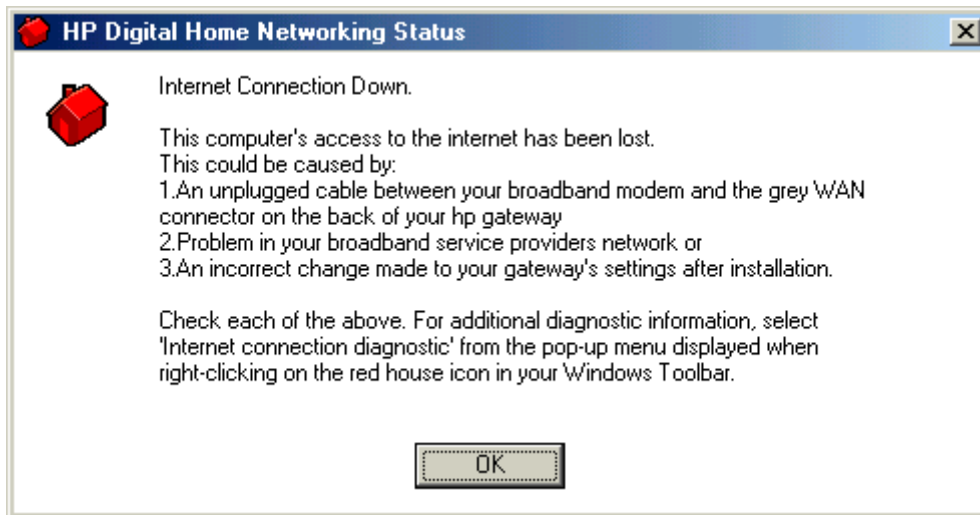 HP Digital Home Networking Status
Internet Connection Down.
This computer's access to the internet has been lost.
This could be caused by:
1.An unplugged cable between your broadband modem and the grey WAN
connector on the back of your hp gateway
2.Problem in your broadband service providers network or
3.An incorrect change made to your gateway's settings after installation.
Check each of the above. For additional diagnostic information, select
'Internet connection diagnostic' from the pop-up menu displayed when
right-clicking on the red house icon in your Windows Toolbar.
OK